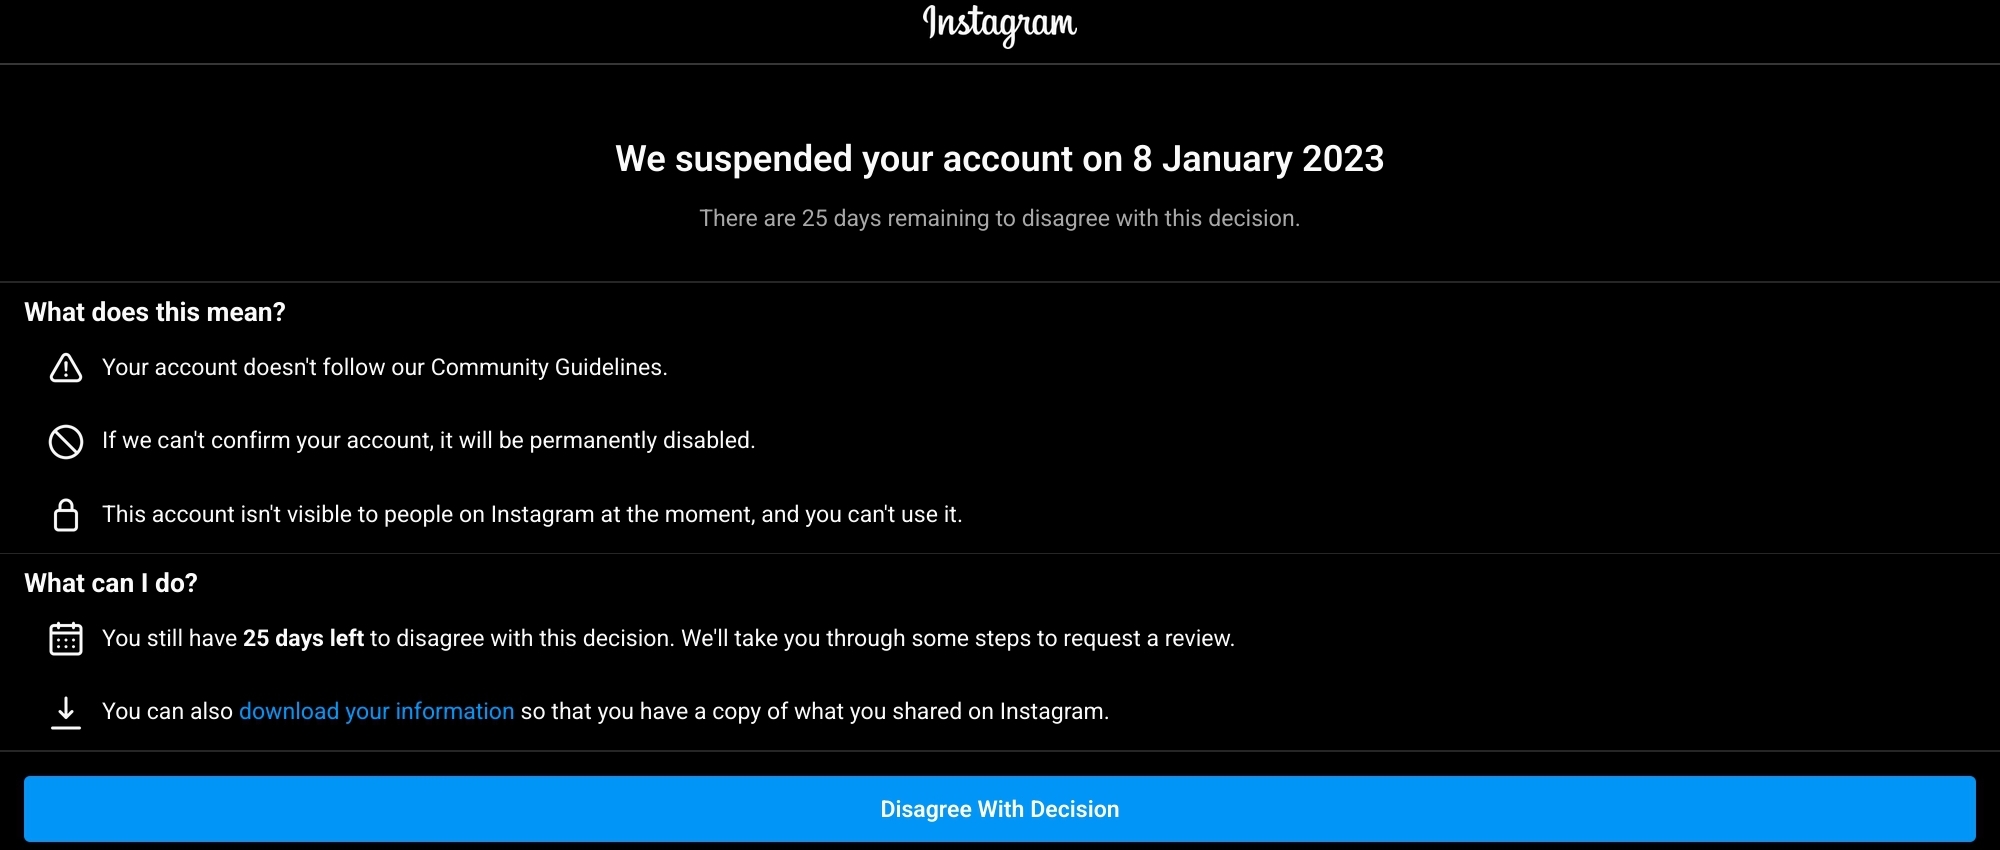 Instagram
We suspended your account on 8 January 2023
There are 25 days remaining to disagree with this decision.
What does this mean?
Your account doesn't follow our Community Guidelines.
If we can't confirm your account, it will be permanently disabled.
This account isn't visible to people on Instagram at the moment, and you can't use it.
What can I do?
You still have 25 days left to disagree with this decision. We'll take you through some steps to request a review.
You can also download your information so that you have a copy of what you shared on Instagram.
Disagree With Decision